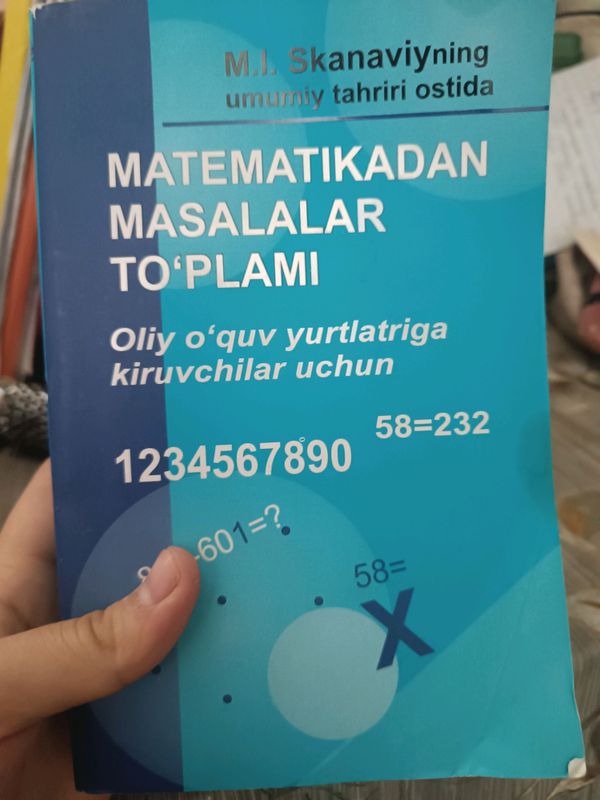 M.I. Skanaviyning
umumiy tahriri ostida
MATEMATIKADAN
MASALALAR
TO‘PLAMI
Oliy o‘quv yurtlatriga
kiruvchilar uchun
58=232
1234567890
-601=?
58=
X